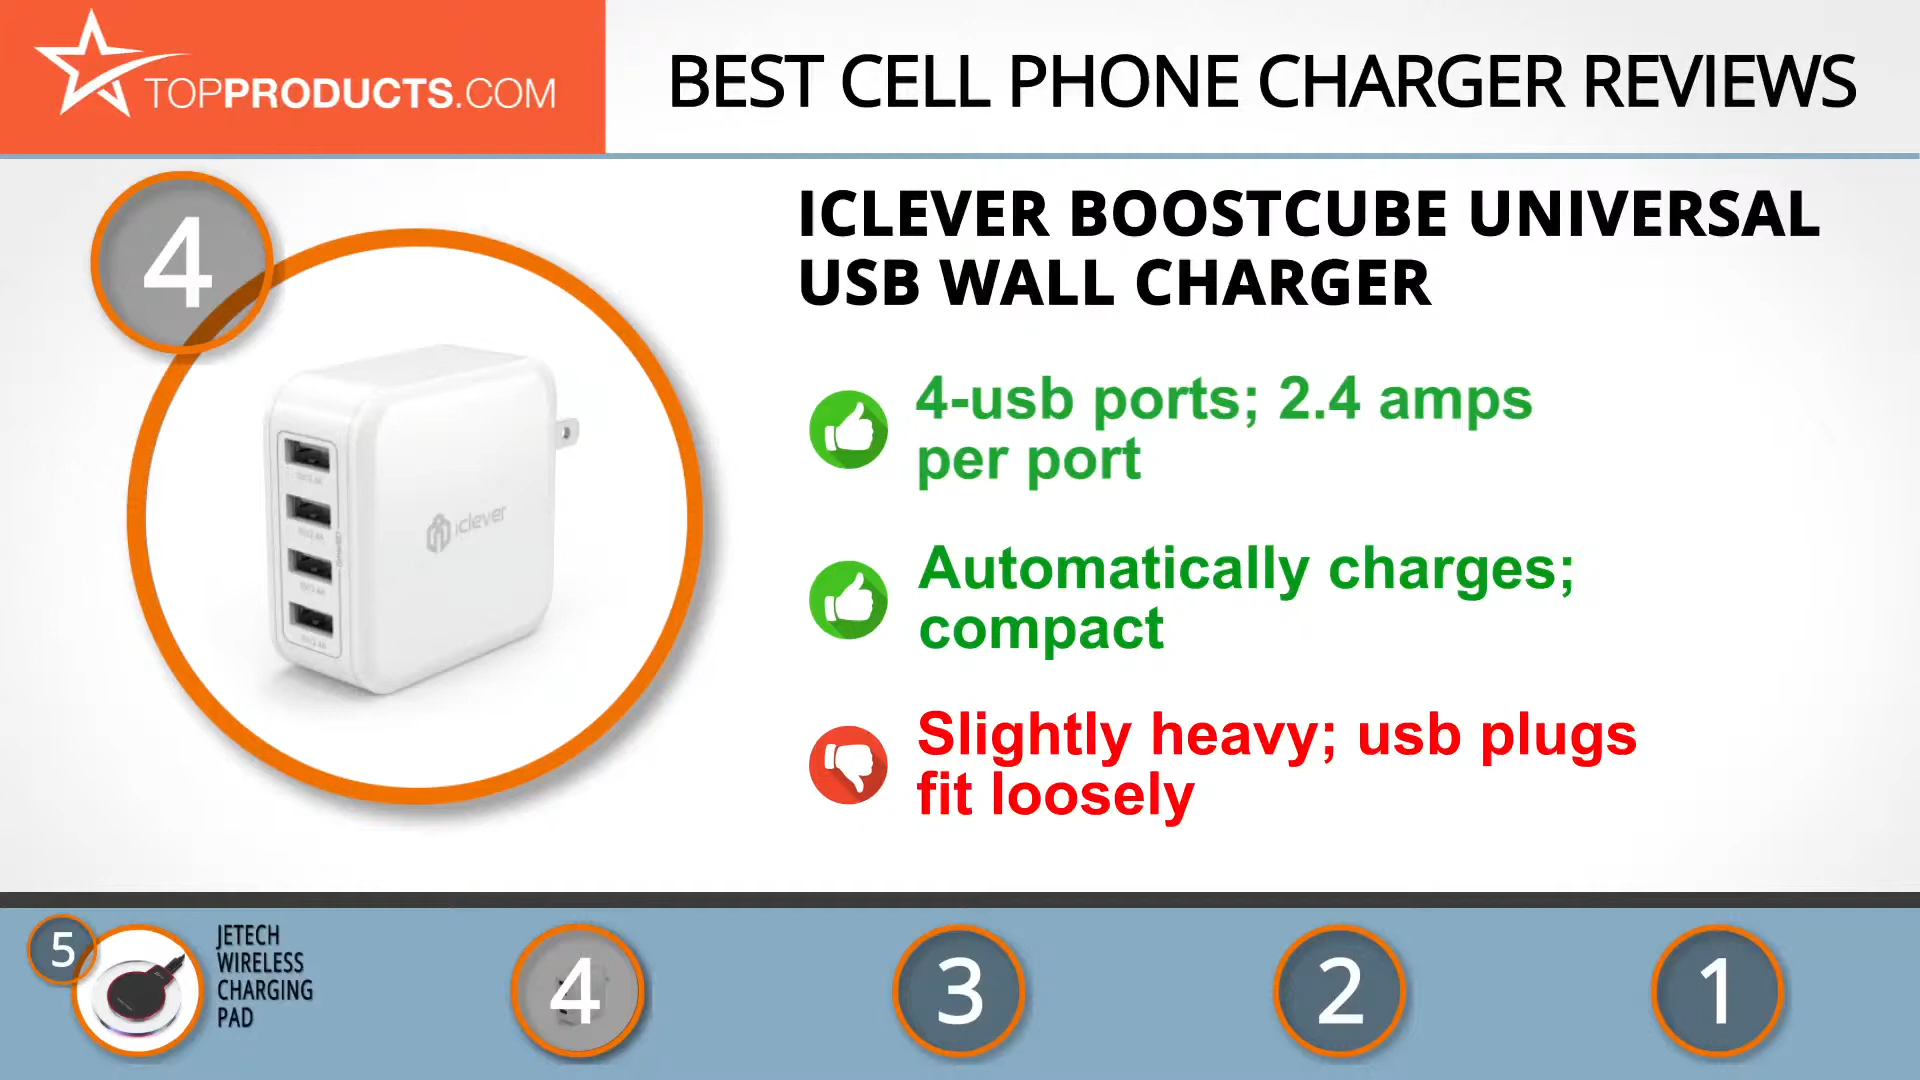 TOPPRODUCTS.COM
BEST CELL PHONE CHARGER REVIEWS
4
ICLEVER BOOSTCUBE UNIVERSAL
USB WALL CHARGER
iclever
4-usb ports; 2.4 amps
per port
Automatically charges;
compact
Slightly heavy; usb plugs
fit loosely
5
JETECH
WIRELESS
CHARGING
PAD
4
3
2
1